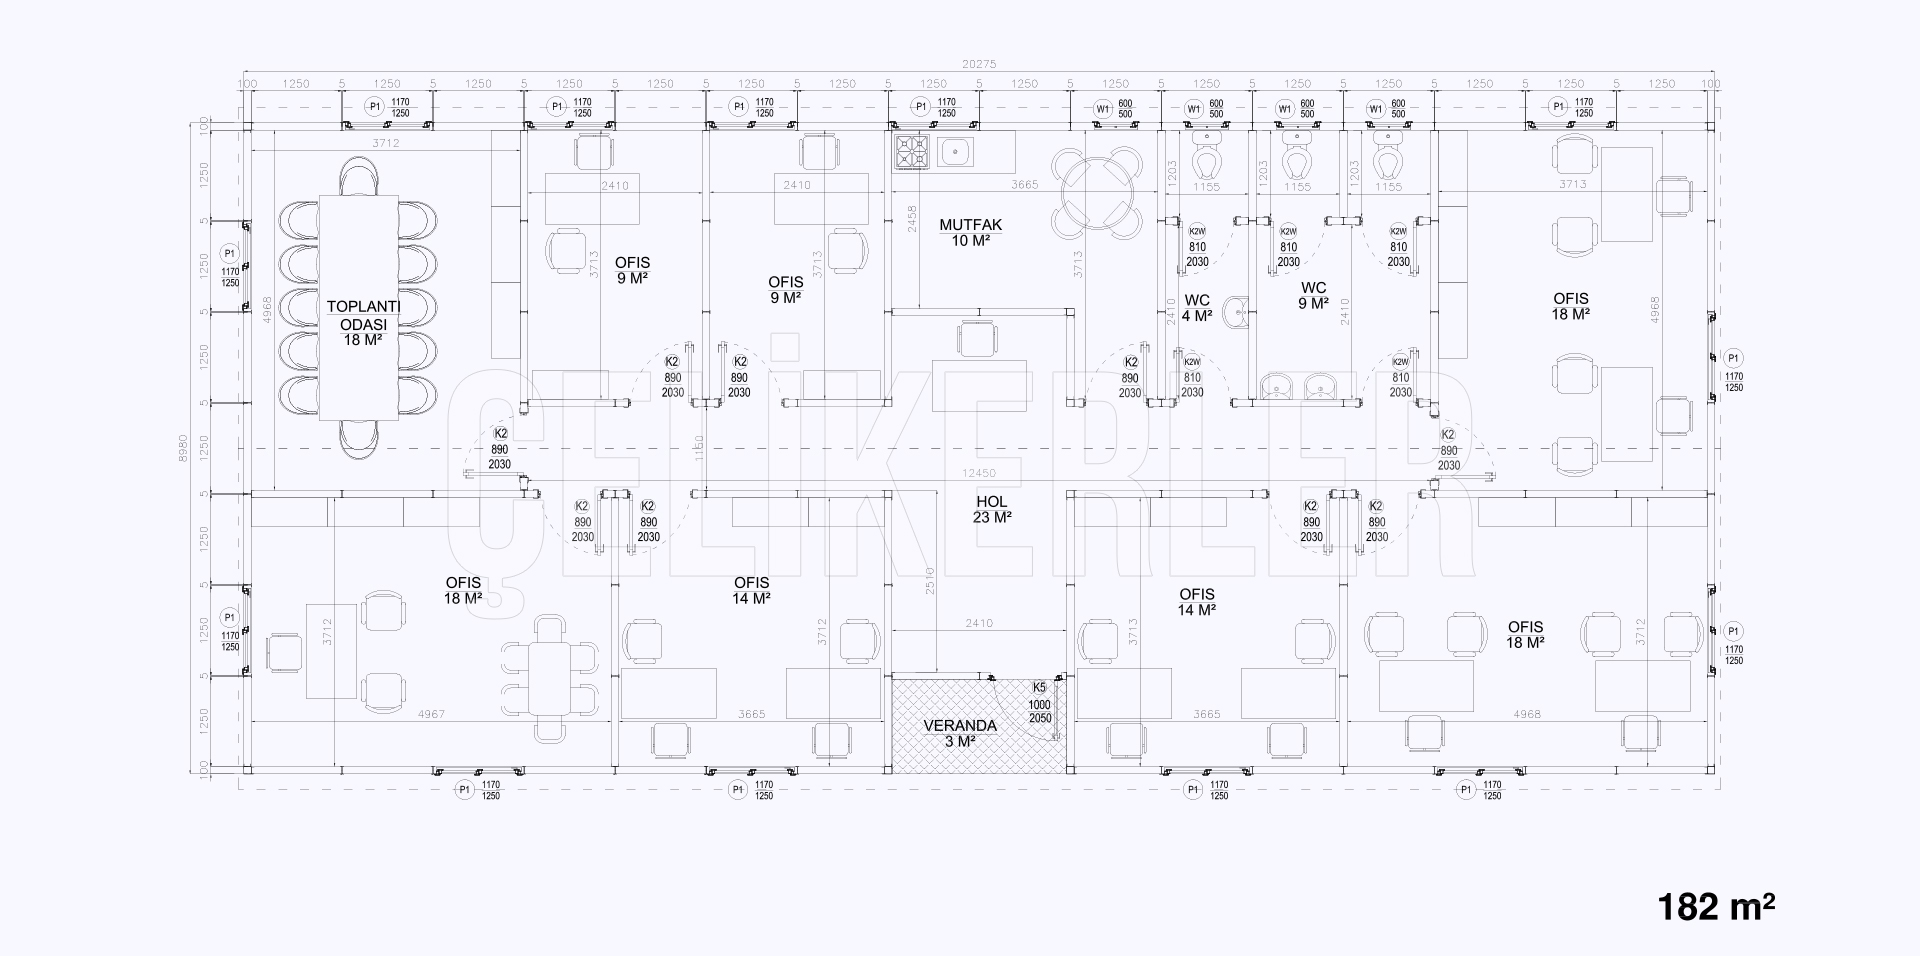 20275
100 1250 5 1250 5 1250 5 1250 5 1250 5 1250 5 1250 5 1250 5 1250 5 1250 5 1250 5 1250 5 1250 5 1250 5 1250 5 1250 100
P1 1170 P1 1170 P1 1170 P1 1170 W1 600 W1 600 W1 600 W1 600 P1 1170
1250 1250 1250 1250 500 500 500 500 1250
100
3712
1250
1203 1203 1203
2410 2410 3665 1155 1155 1155 3713
5
2458
MUTFAK
10 M²
K2W K2W K2W
810 810 810
2030 2030 2030
P1
1170
1250
1250
OFIS
9 M²
3713
OFIS
9 M²
3713
3713
WC
4 M²
2410
WC
9 M²
2410
OFIS
18 M²
4968
4968
TOPLANTI
ODASI
18 M²
5
1250
K2 K2 K2 K2W K2W
890 890 890 810 810
2030 2030 2030 2030 2030
P1
1170
1250
5
ÇELİKERLER
K2 K2
890 890
2030 2030
8980
1250
1150
12450
5
HOL
23 M²
K2 K2 K2 K2
890 890 890 890
2030 2030 2030 2030
1250
5
2510
OFIS
18 M²
OFIS
14 M²
OFIS
14 M²
OFIS
18 M²
P1
1170
1250
1250
3712 3712 2410 3713 3712
P1
1170
1250
5
K5
1000
2050
4967 3665 3665 4968
1250
VERANDA
3 M²
100
P1 1170 P1 1170 P1 1170 P1 1170
1250 1250 1250 1250
182 m²